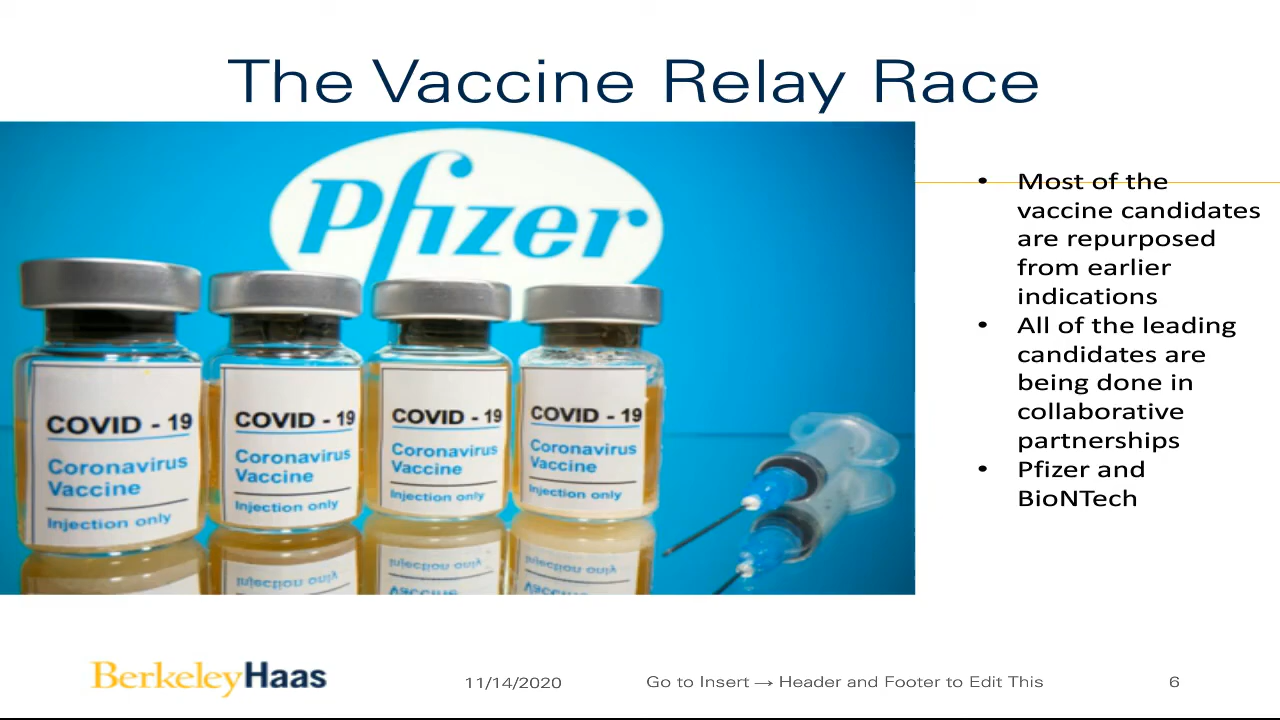 The Vaccine Relay Race
Pfizer
COVID - 19
Coronavirus
Vaccine
Injection only
COVID - 19
Coronavirus
Vaccine
Injection only
COVID - 19
Coronavirus
Vaccine
Injection only
COVID - 19
Coronavirus
Vaccine
Injection only
• Most of the
vaccine candidates
are repurposed
from earlier
indications
• All of the leading
candidates are
being done in
collaborative
partnerships
• Pfizer and
BioNTech
BerkeleyHaas
11/14/2020
Go to Insert → Header and Footer to Edit This
6